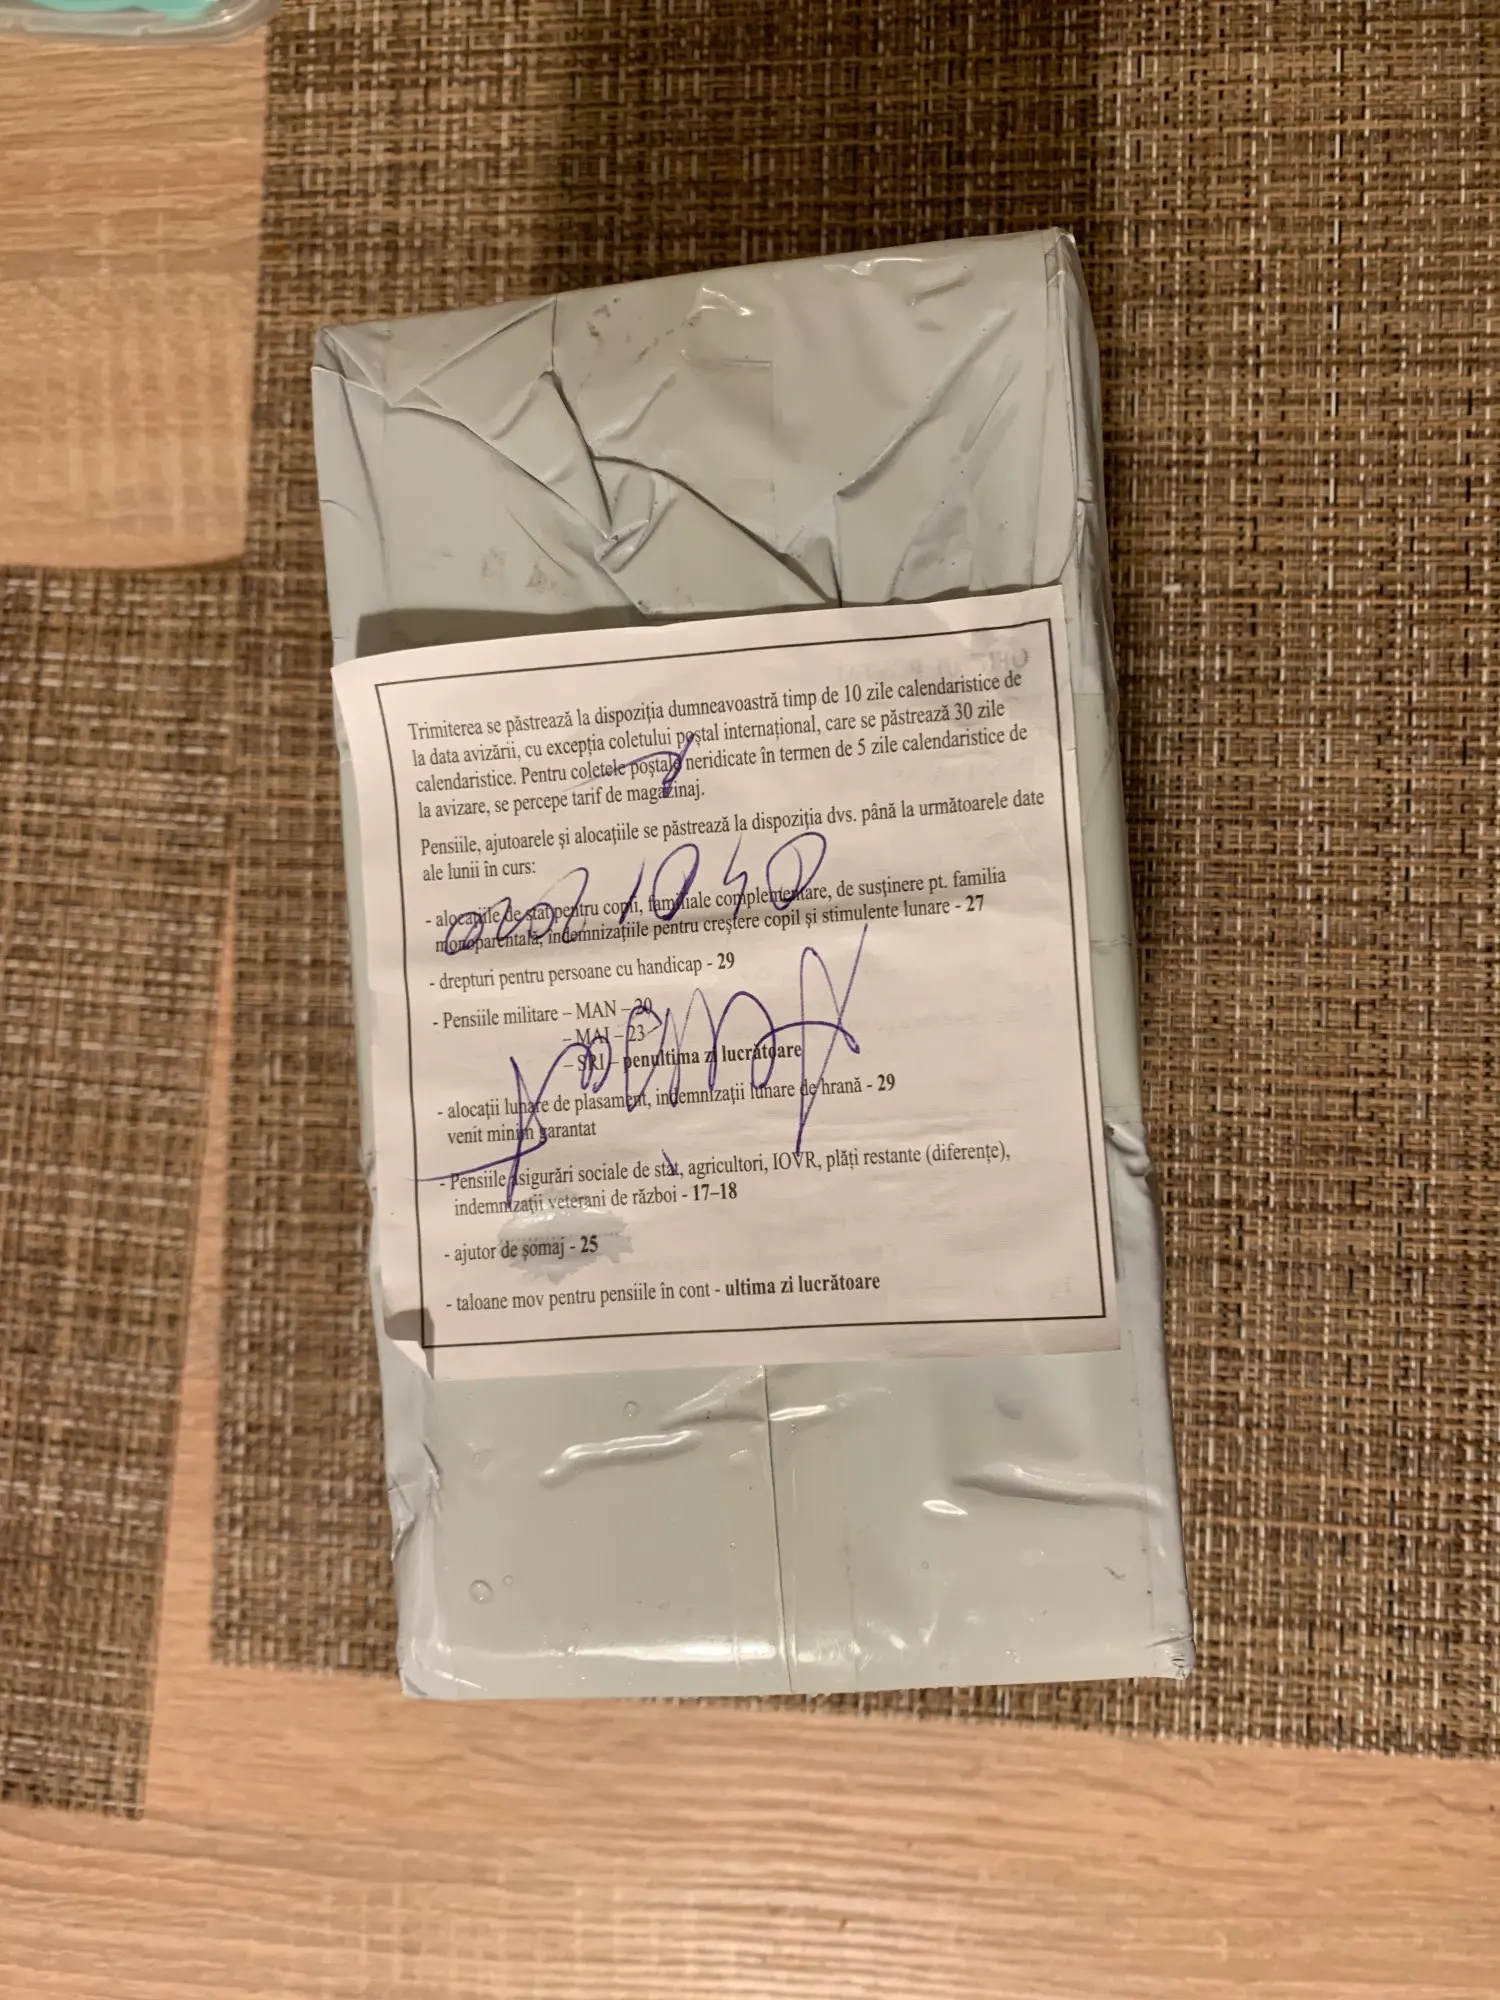 Trimiterea se păstrează la dispoziția dumneavoastră timp de 10 zile calendaristice de
la data avizării, cu excepția coletului poștal internațional, care se păstrează 30 zile
calendaristice. Pentru coletele poștale neridicate în termen de 5 zile calendaristice de
la avizare, se percepe tarif de magazinaj.
Pensiile, ajutoarele și alocațiile se păstrează la dispoziția dvs. până la următoarele date
ale lunii în curs:
- alocațiile de stat pentru copii, familiale complementare, de susținere pt. familia
monoparentală, indemnizațiile pentru creștere copil și stimulente lunare - 27
- drepturi pentru persoane cu handicap - 29
- Pensiile militare – MAN – 20
– MAI – 23
– SRI – penultima zi lucrătoare
- alocații lunare de plasament, indemnizații lunare de hrană - 29
venit minim garantat
- Pensiile asigurări sociale de stat, agricultori, IOVR, plăți restante (diferențe),
indemnizații veterani de război - 17–18
- ajutor de șomaj - 25
- taloane mov pentru pensiile în cont - ultima zi lucrătoare